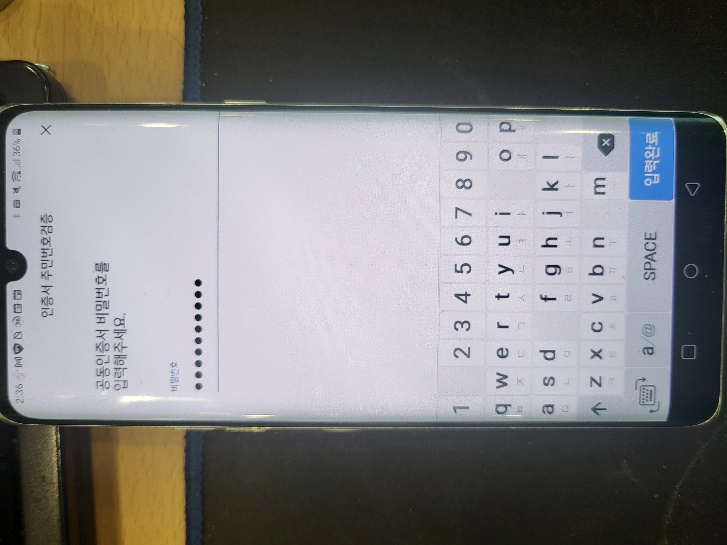 2:36
36%
인증서 주민번호검증
공동인증서 비밀번호를
입력해주세요.
비밀번호
1 2 3 4 5 6 7 8 9 0
q w e r t y u i o p
a s d f g h j k l
z x c v b n m
a/@ SPACE 입력완료